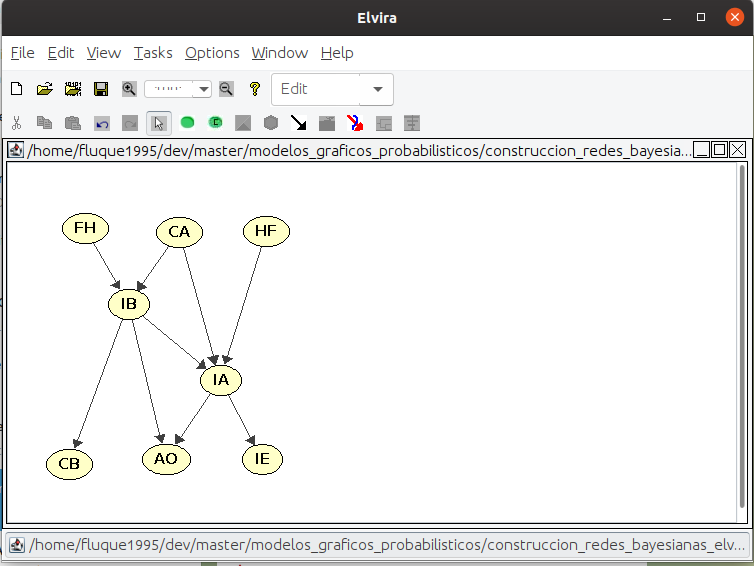 Elvira
File Edit View Tasks Options Window Help
Edit
/home/fluque1995/dev/master/modelos_graficos_probabilisticos/construccion_redes_bayesia...
FH CA HF
IB
IA
CB AO IE
/home/fluque1995/dev/master/modelos_graficos_probabilisticos/construccion_redes_bayesianas_elv...